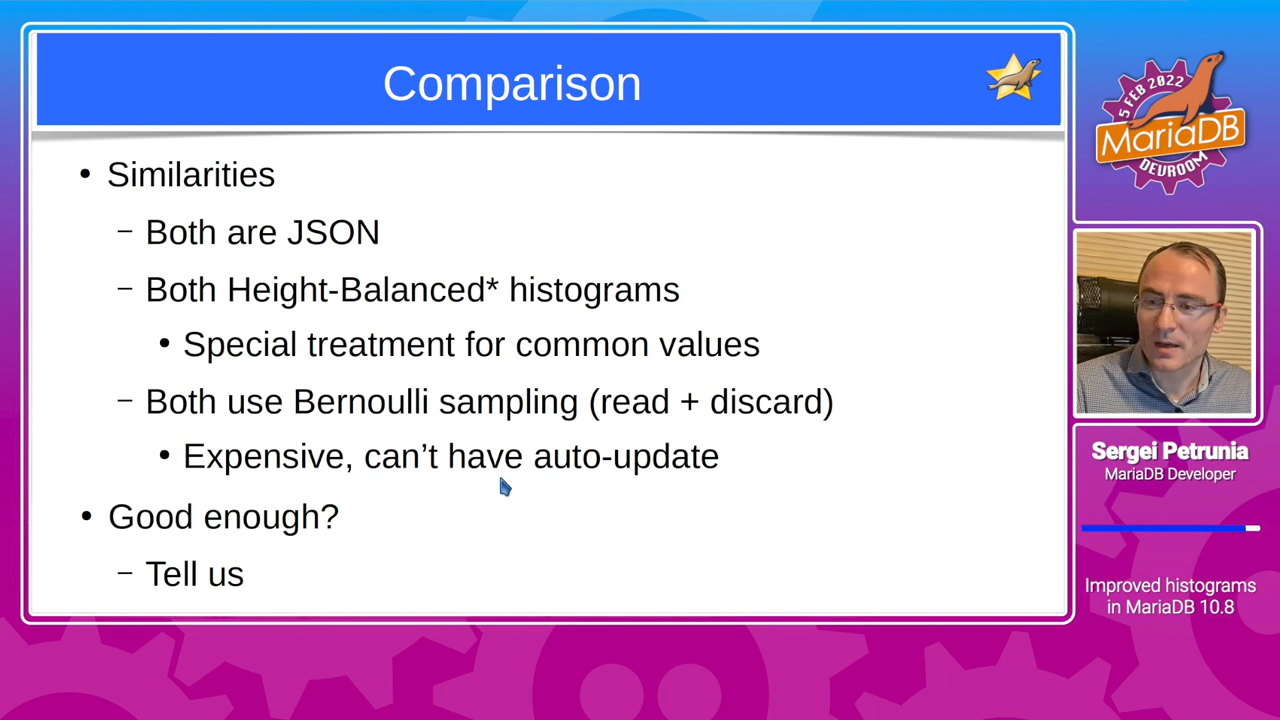 Comparison
• Similarities
– Both are JSON
– Both Height-Balanced* histograms
• Special treatment for common values
– Both use Bernoulli sampling (read + discard)
• Expensive, can’t have auto-update
• Good enough?
– Tell us
5 FEB 2022
MariaDB
DEVROOM
Sergei Petrunia
MariaDB Developer
Improved histograms
in MariaDB 10.8